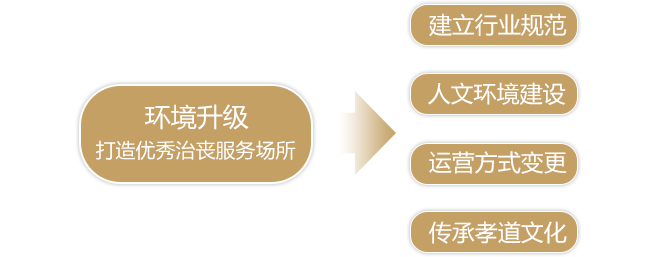 环境升级
打造优秀治丧服务场所
建立行业规范
人文环境建设
运营方式变更
传承孝道文化